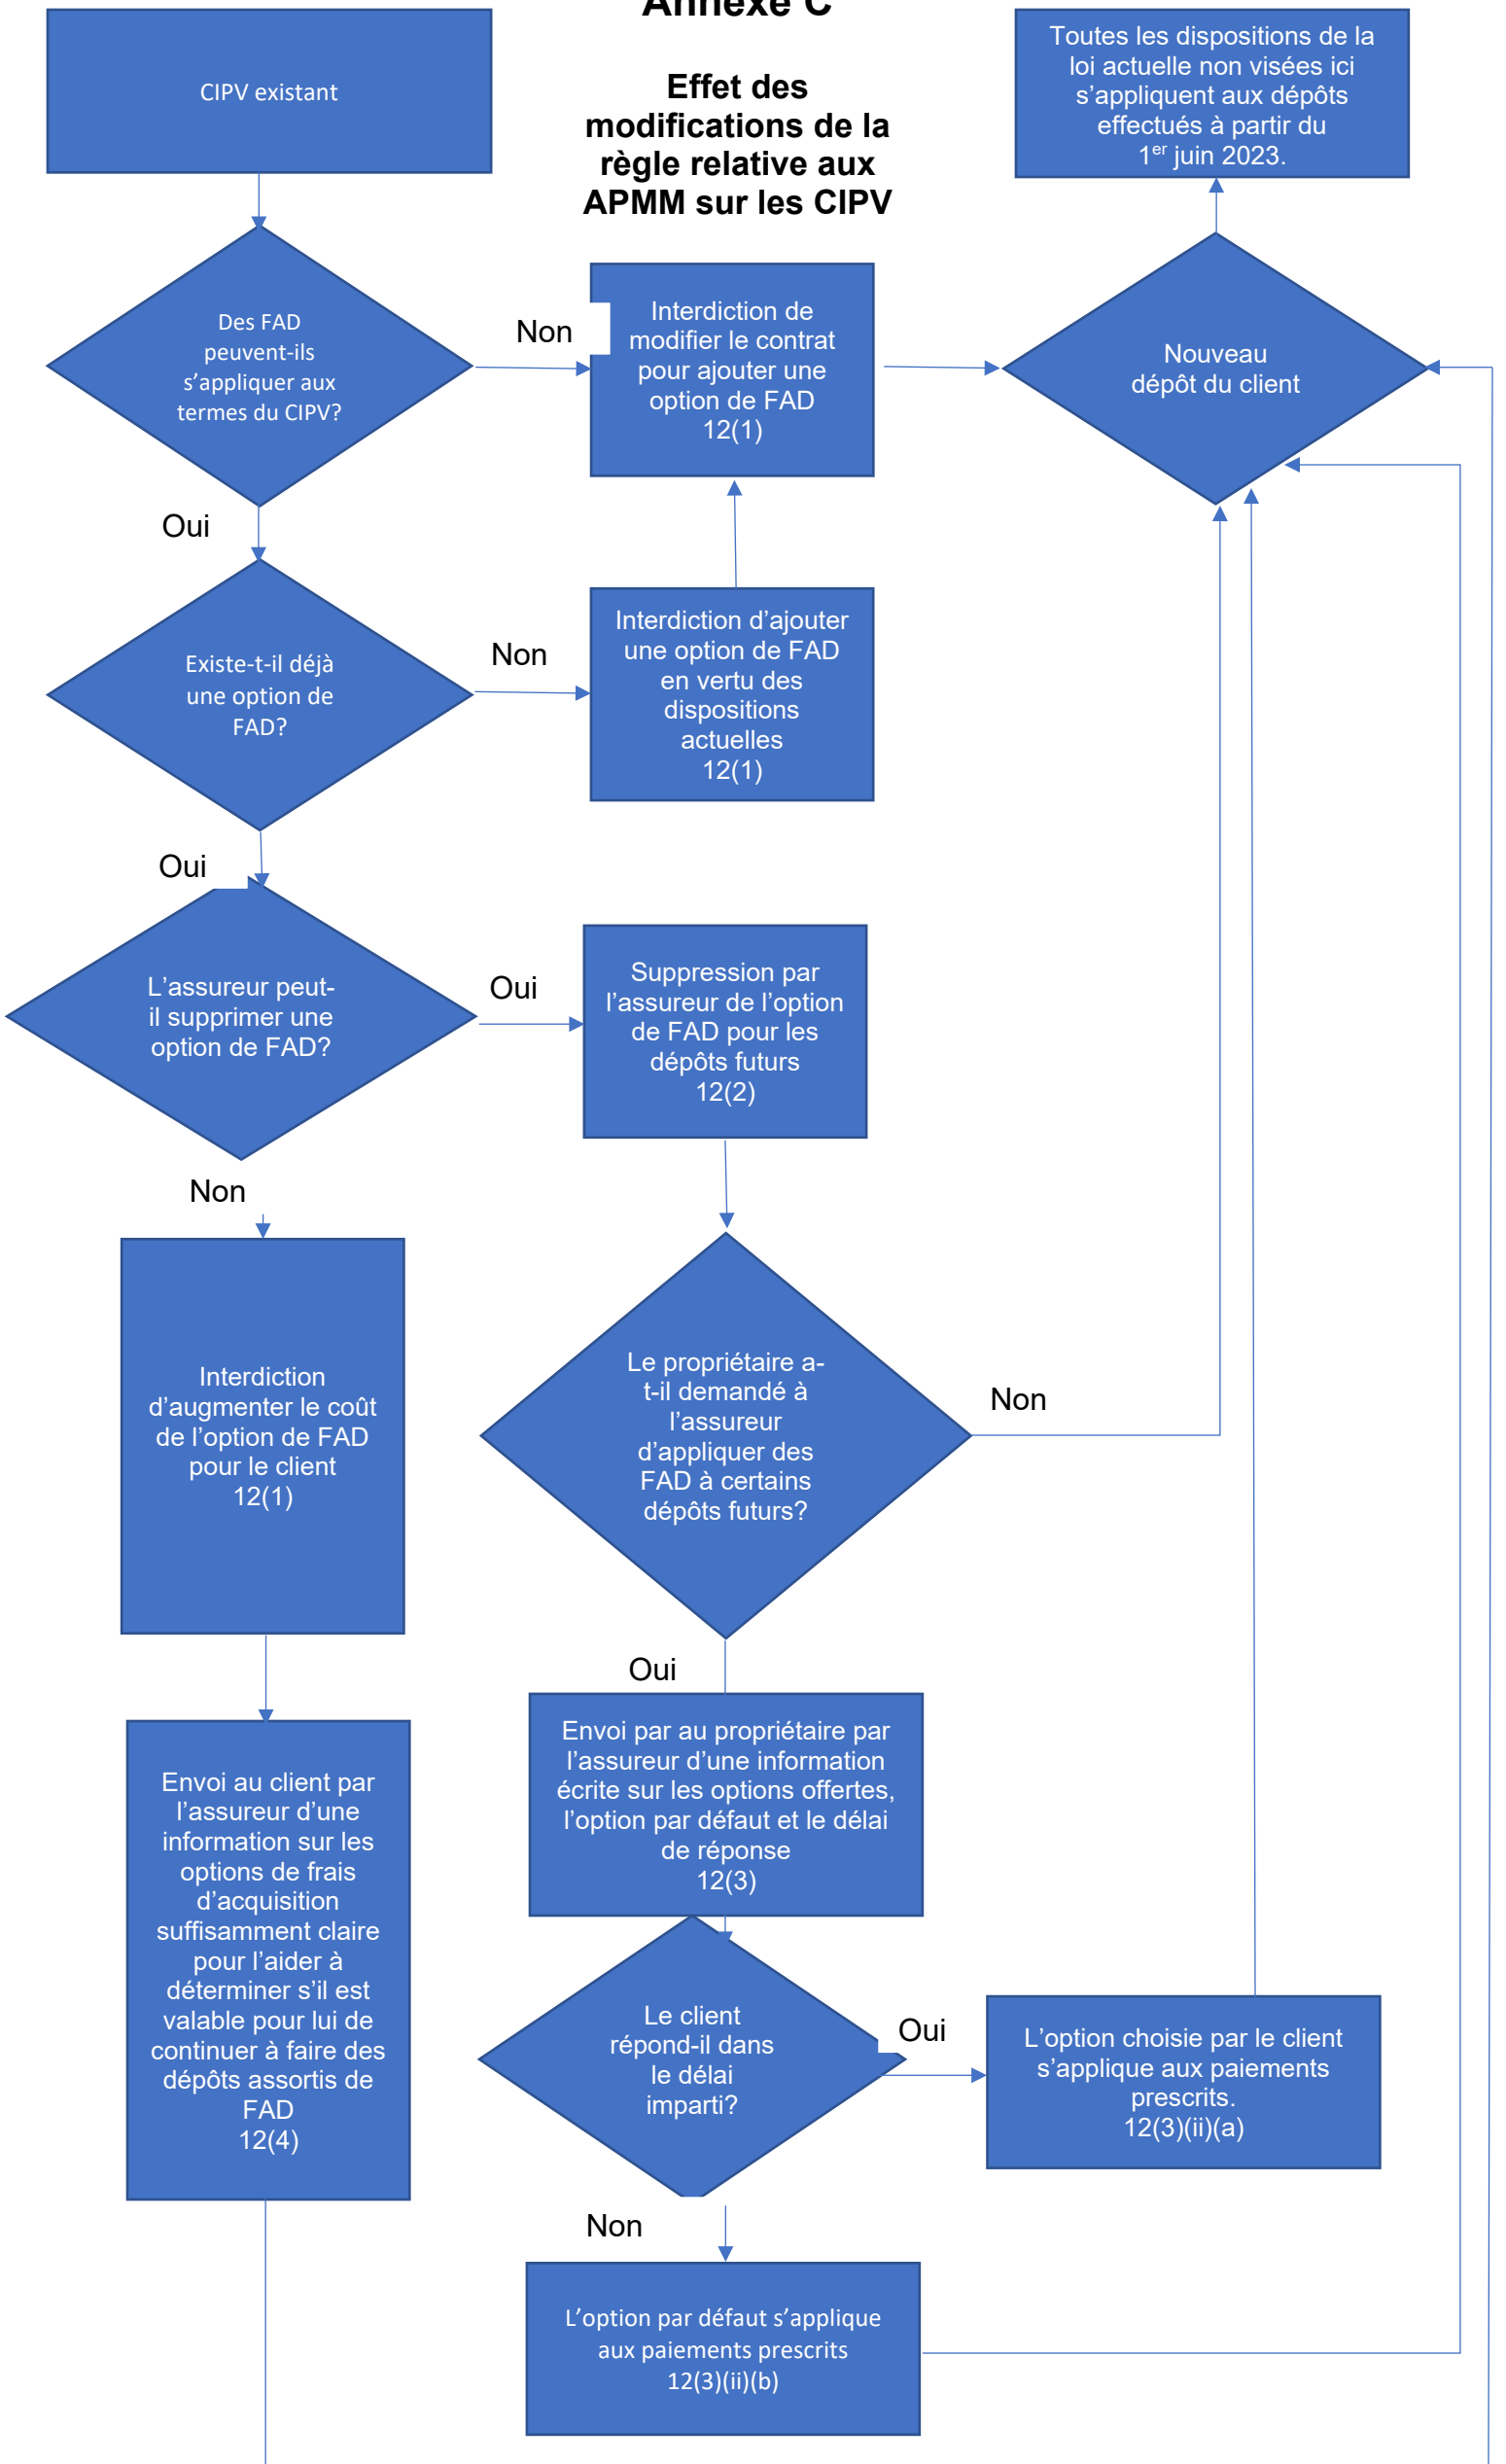 Annexe C
Effet des
modifications de la
règle relative aux
APMM sur les CIPV
CIPV existant
Toutes les dispositions de la
loi actuelle non visées ici
s’appliquent aux dépôts
effectués à partir du
1er juin 2023.
Des FAD
peuvent-ils
s’appliquer aux
termes du CIPV?
Non
Interdiction de
modifier le contrat
pour ajouter une
option de FAD
12(1)
Nouveau
dépôt du client
Oui
Existe-t-il déjà
une option de
FAD?
Non
Interdiction d’ajouter
une option de FAD
en vertu des
dispositions
actuelles
12(1)
Oui
L’assureur peut-
il supprimer une
option de FAD?
Oui
Suppression par
l’assureur de l’option
de FAD pour les
dépôts futurs
12(2)
Non
Interdiction
d’augmenter le coût
de l’option de FAD
pour le client
12(1)
Le propriétaire a-
t-il demandé à
l’assureur
d’appliquer des
FAD à certains
dépôts futurs?
Non
Oui
Envoi au client par
l’assureur d’une
information sur les
options de frais
d’acquisition
suffisamment claire
pour l’aider à
déterminer s’il est
valable pour lui de
continuer à faire des
dépôts assortis de
FAD
12(4)
Envoi par au propriétaire par
l’assureur d’une information
écrite sur les options offertes,
l’option par défaut et le délai
de réponse
12(3)
Le client
répond-il dans
le délai
imparti?
Oui
L’option choisie par le client
s’applique aux paiements
prescrits.
12(3)(ii)(a)
Non
L’option par défaut s’applique
aux paiements prescrits
12(3)(ii)(b)